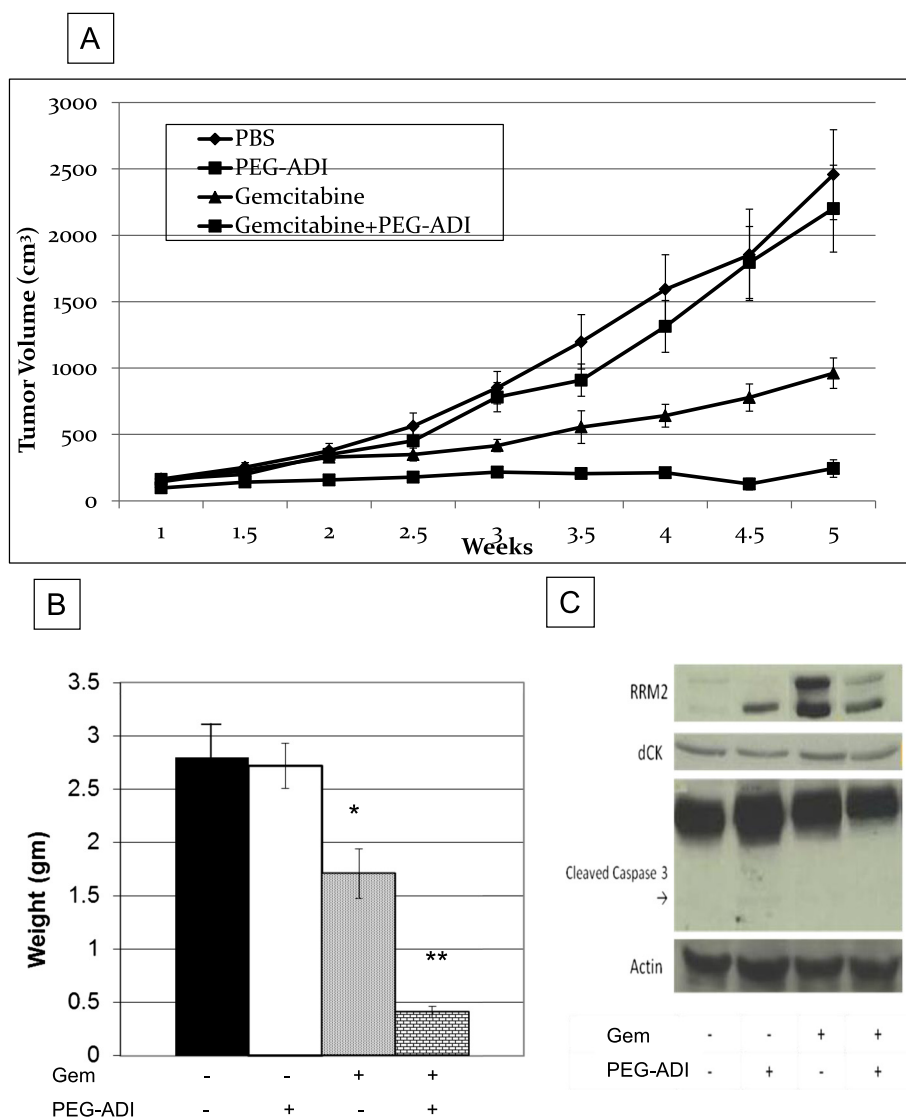 A
3000
2500
2000
1500
1000
500
0
Tumor Volume (cm³)
PBS
PEG-ADI
Gemcitabine
Gemcitabine+PEG-ADI
1 1.5 2 2.5 3 3.5 4 4.5 5
Weeks
B
3.5
3
2.5
2
1.5
1
0.5
0
Weight (gm)
*
**
Gem - - + +
PEG-ADI - + - +
C
RRM2
dCK
Cleaved Caspase 3
→
Actin
Gem - - + +
PEG-ADI - + - +